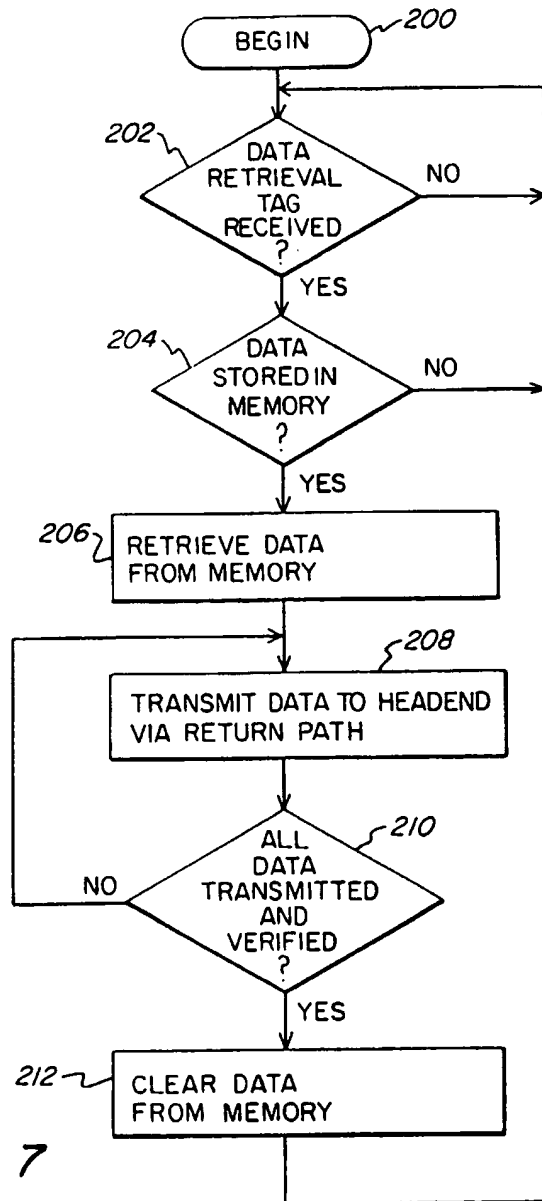 BEGIN
200
202
DATA
RETRIEVAL
TAG
RECEIVED
?
NO
YES
204
DATA
STORED IN
MEMORY
?
NO
YES
206
RETRIEVE DATA
FROM MEMORY
208
TRANSMIT DATA TO HEADEND
VIA RETURN PATH
210
ALL
DATA
TRANSMITTED
AND
VERIFIED
?
NO
YES
212
CLEAR DATA
FROM MEMORY
7